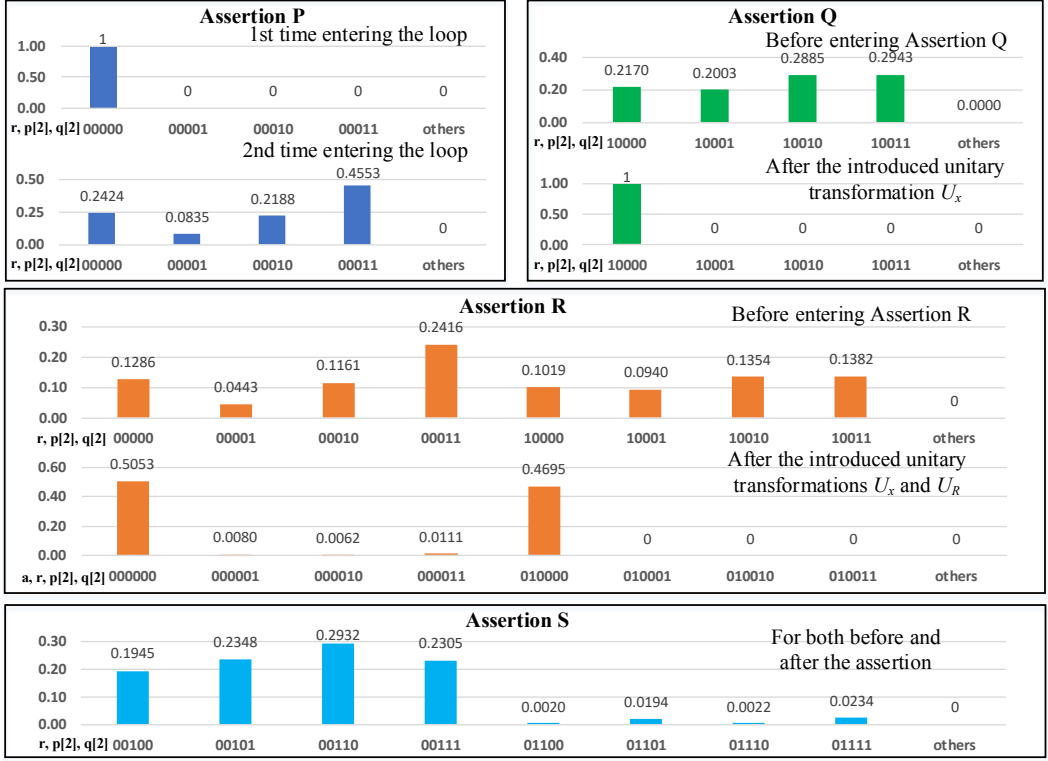 Assertion P
1st time entering the loop
1.00 0.50 0.00
1 0 0 0 0
r, p[2], q[2] 00000 00001 00010 00011 others
2nd time entering the loop
0.50 0.25 0.00
0.2424 0.0835 0.2188 0.4553 0
r, p[2], q[2] 00000 00001 00010 00011 others
Assertion Q
Before entering Assertion Q
0.40 0.20 0.00
0.2170 0.2003 0.2885 0.2943 0.0000
r, p[2], q[2] 10000 10001 10010 10011 others
After the introduced unitary
transformation Ux
1.00 0.50 0.00
1 0 0 0 0
r, p[2], q[2] 10000 10001 10010 10011 others
Assertion R
Before entering Assertion R
0.30 0.20 0.10 0.00
0.1286 0.0443 0.1161 0.2416 0.1019 0.0940 0.1354 0.1382 0
r, p[2], q[2] 00000 00001 00010 00011 10000 10001 10010 10011 others
After the introduced unitary
transformations Ux and UR
0.60 0.40 0.20 0.00
0.5053 0.0080 0.0062 0.0111 0.4695 0 0 0 0
a, r, p[2], q[2] 000000 000001 000010 000011 010000 010001 010010 010011 others
Assertion S
For both before and
after the assertion
0.30 0.20 0.10 0.00
0.1945 0.2348 0.2932 0.2305 0.0020 0.0194 0.0022 0.0234 0
r, p[2], q[2] 00100 00101 00110 00111 01100 01101 01110 01111 others